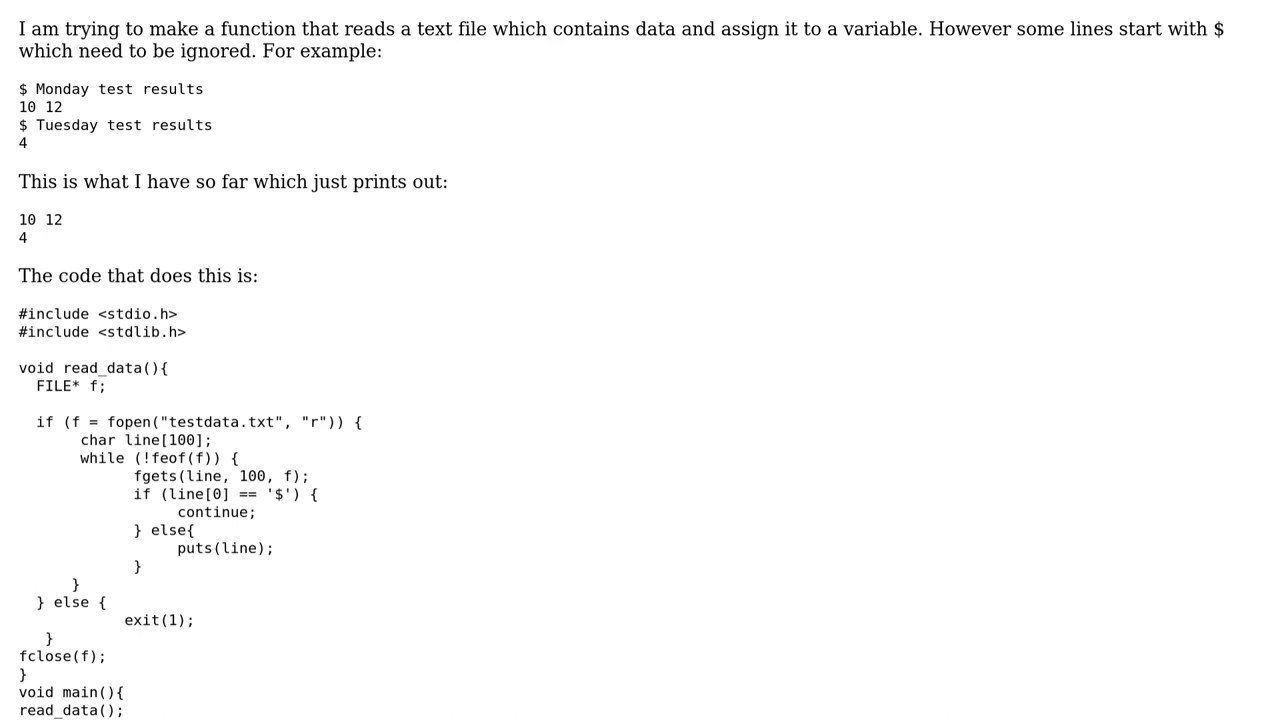 I am trying to make a function that reads a text file which contains data and assign it to a variable. However some lines start with $
which need to be ignored. For example:
$ Monday test results
10 12
$ Tuesday test results
4
This is what I have so far which just prints out:
10 12
4
The code that does this is:
#include <stdio.h>
#include <stdlib.h>
void read_data(){
  FILE* f;
  if (f = fopen("testdata.txt", "r")) {
       char line[100];
       while (!feof(f)) {
             fgets(line, 100, f);
             if (line[0] == '$') {
                  continue;
             } else{
                  puts(line);
             }
      }
  } else {
            exit(1);
   }
fclose(f);
}
void main(){
read_data();